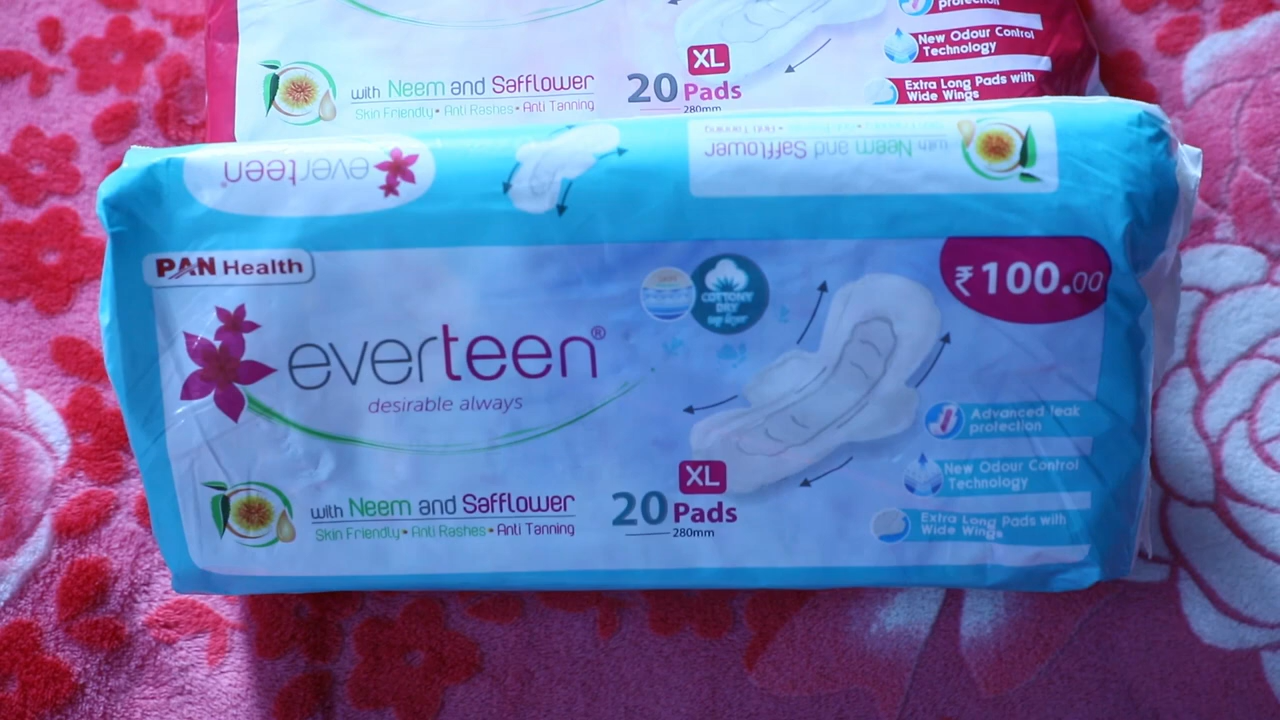 protection
New Odour Control
Technology
Extra Long Pads with
Wide Wings
with Neem and Safflower
Skin Friendly • Anti Rashes • Anti Tanning
XL
20 Pads
280mm
everteen®
with Neem and Safflower
PAN Health
₹100.00
COTTONY
DRY
everteen®
desirable always
Advanced leak
protection
New Odour Control
Technology
Extra Long Pads with
Wide Wings
with Neem and Safflower
Skin Friendly • Anti Rashes • Anti Tanning
XL
20 Pads
280mm